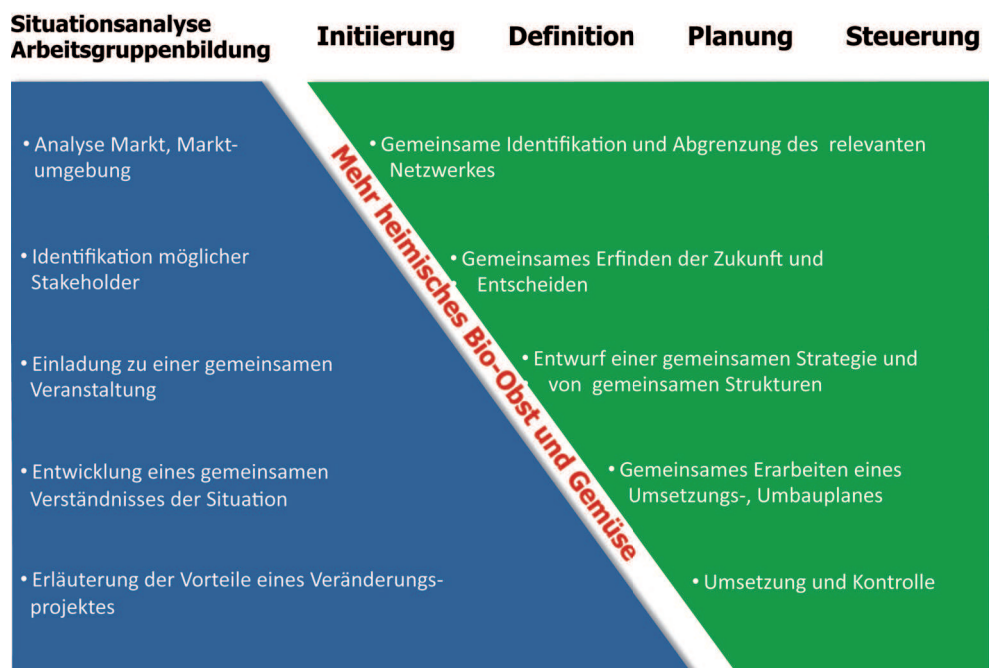 Situationsanalyse
Arbeitsgruppenbildung
Initiierung
Definition
Planung
Steuerung
• Analyse Markt, Markt-
umgebung
• Identifikation möglicher
Stakeholder
• Einladung zu einer gemeinsamen
Veranstaltung
• Entwicklung eines gemeinsamen
Verständnisses der Situation
• Erläuterung der Vorteile eines Veränderungs-
projektes
Mehr heimisches Bio-Obst und Gemüse
• Gemeinsame Identifikation und Abgrenzung des relevanten
Netzwerkes
• Gemeinsames Erfinden der Zukunft und
• Entscheiden
• Entwurf einer gemeinsamen Strategie und
• von gemeinsamen Strukturen
• Gemeinsames Erarbeiten eines
Umsetzungs-, Umbauplanes
• Umsetzung und Kontrolle